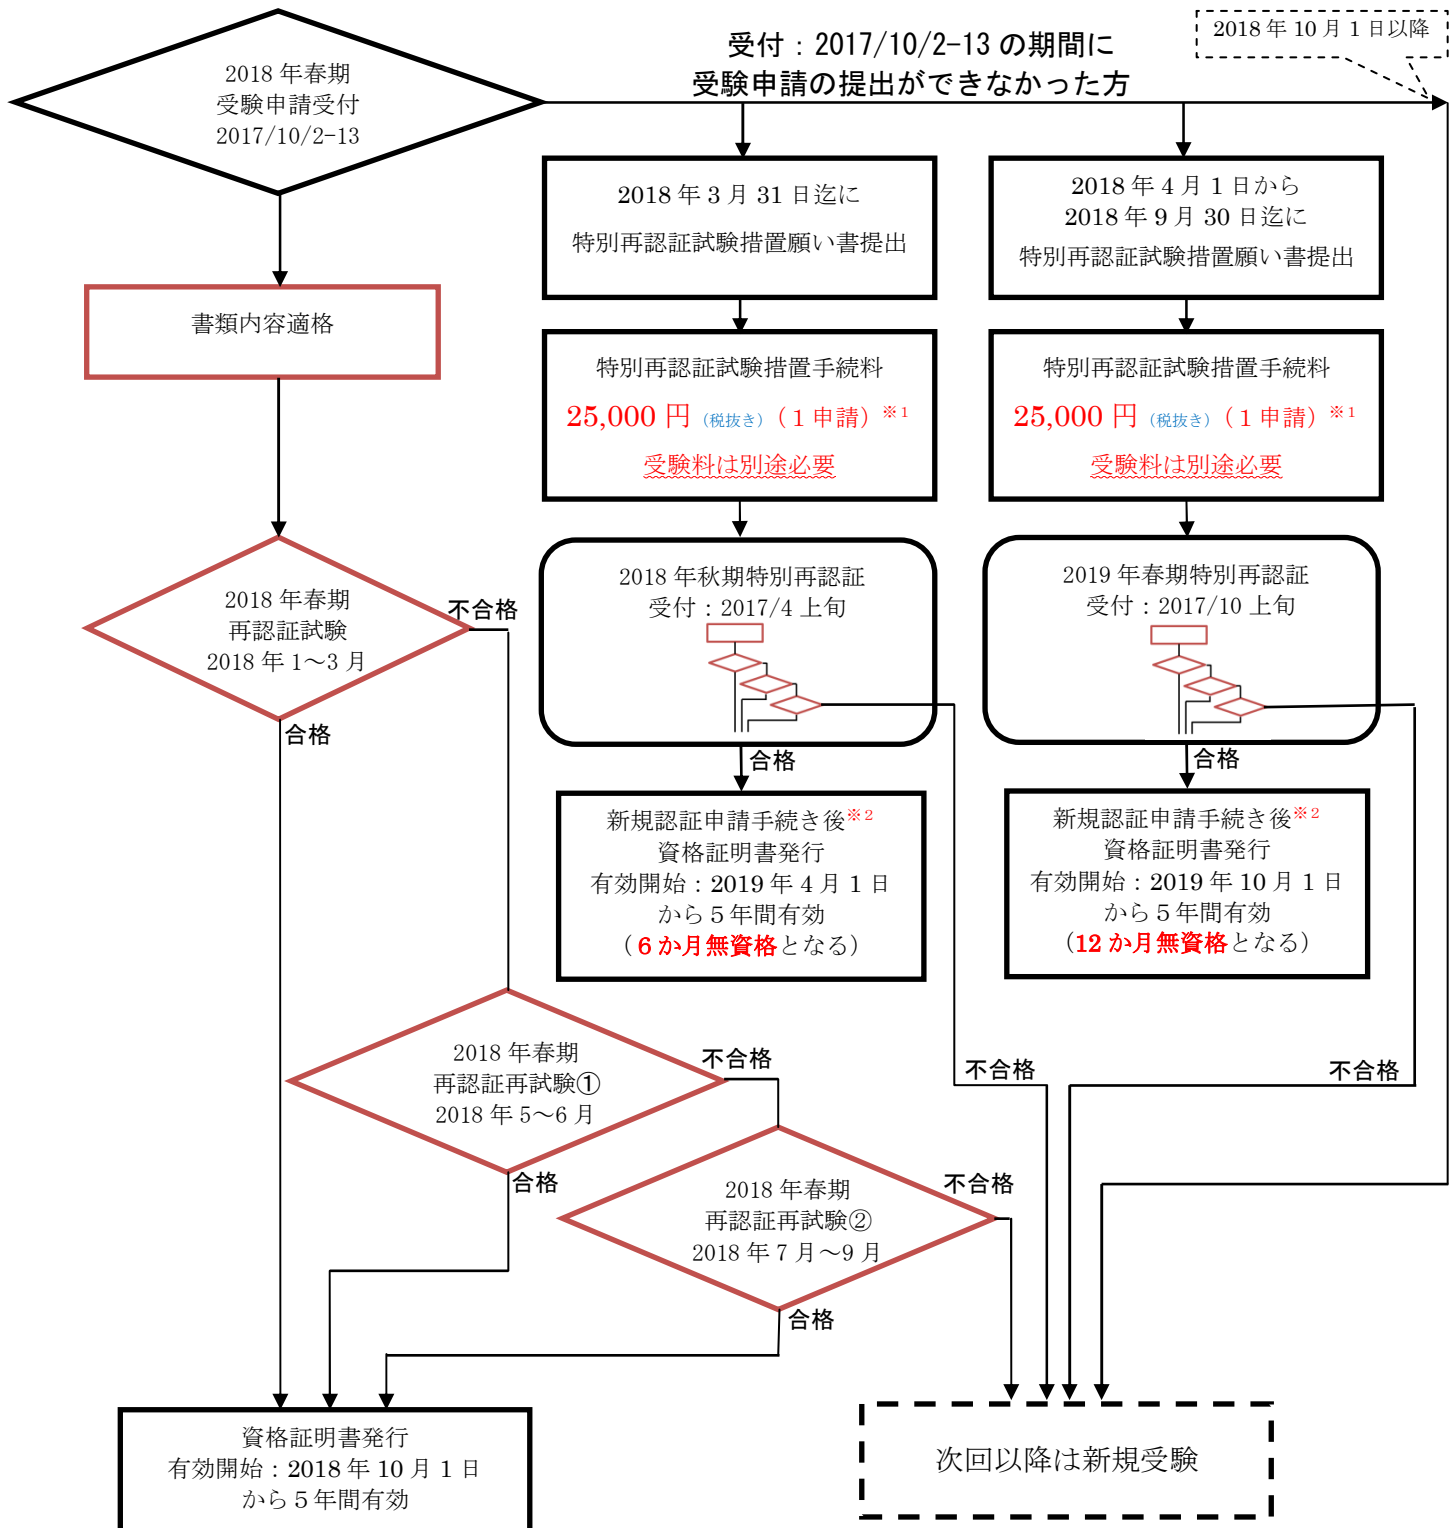 2018年10月1日以降
受付：2017/10/2-13の期間に
受験申請の提出ができなかった方
2018年春期
受験申請受付
2017/10/2-13
2018年3月31日迄に
特別再認証試験措置願い書提出
2018年4月1日から
2018年9月30日迄に
特別再認証試験措置願い書提出
書類内容適格
特別再認証試験措置手続料
25,000円（税抜き）（1申請）※1
受験料は別途必要
特別再認証試験措置手続料
25,000円（税抜き）（1申請）※1
受験料は別途必要
2018年春期
再認証試験
2018年1～3月
不合格
合格
2018年秋期特別再認証
受付：2017/4上旬
合格
2019年春期特別再認証
受付：2017/10上旬
合格
新規認証申請手続き後※2
資格証明書発行
有効開始：2019年4月1日
から5年間有効
（6か月無資格となる）
新規認証申請手続き後※2
資格証明書発行
有効開始：2019年10月1日
から5年間有効
（12か月無資格となる）
2018年春期
再認証再試験①
2018年5～6月
不合格
合格
不合格
不合格
2018年春期
再認証再試験②
2018年7月～9月
不合格
合格
資格証明書発行
有効開始：2018年10月1日
から5年間有効
次回以降は新規受験